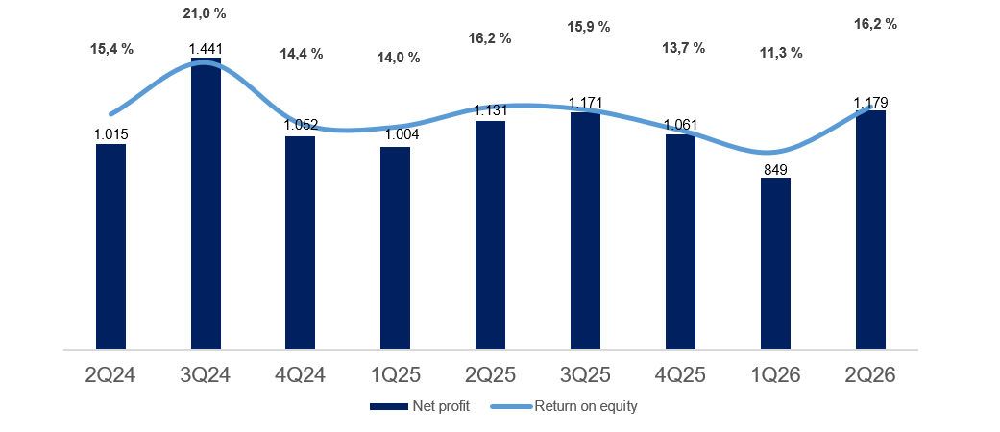 15,4 % 21,0 % 14,4 % 14,0 % 16,2 % 15,9 % 13,7 % 11,3 % 16,2 %
1.015 1.441 1.052 1.004 1.131 1.171 1.061 849 1.179
2Q24 3Q24 4Q24 1Q25 2Q25 3Q25 4Q25 1Q26 2Q26
Net profit Return on equity